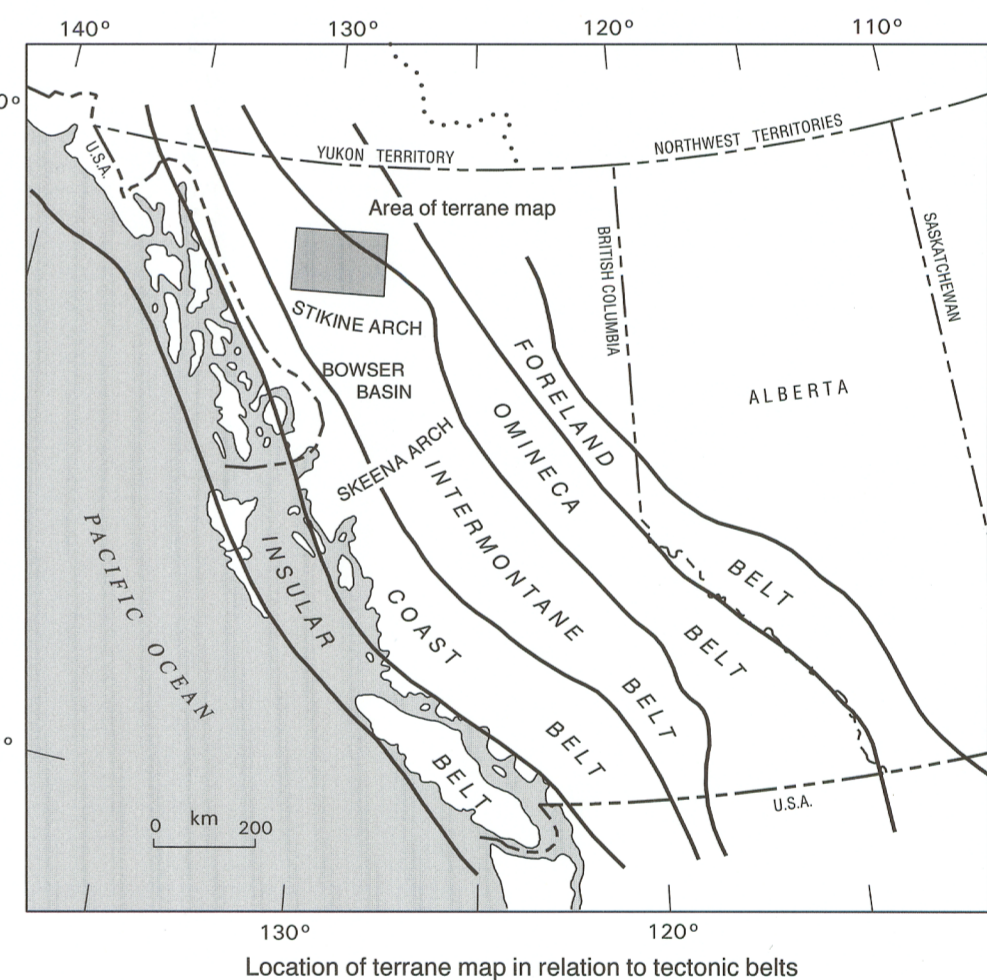 140° 130° 120° 110°
0°
U.S.A.
YUKON TERRITORY
NORTHWEST TERRITORIES
Area of terrane map
BRITISH COLUMBIA
SASKATCHEWAN
STIKINE ARCH
BOWSER
BASIN
SKEENA ARCH
FORELAND
BELT
OMINECA
BELT
INTERMONTANE
BELT
COAST
BELT
INSULAR
BELT
ALBERTA
PACIFIC OCEAN
°
U.S.A.
km
0 200
130° 120°
Location of terrane map in relation to tectonic belts